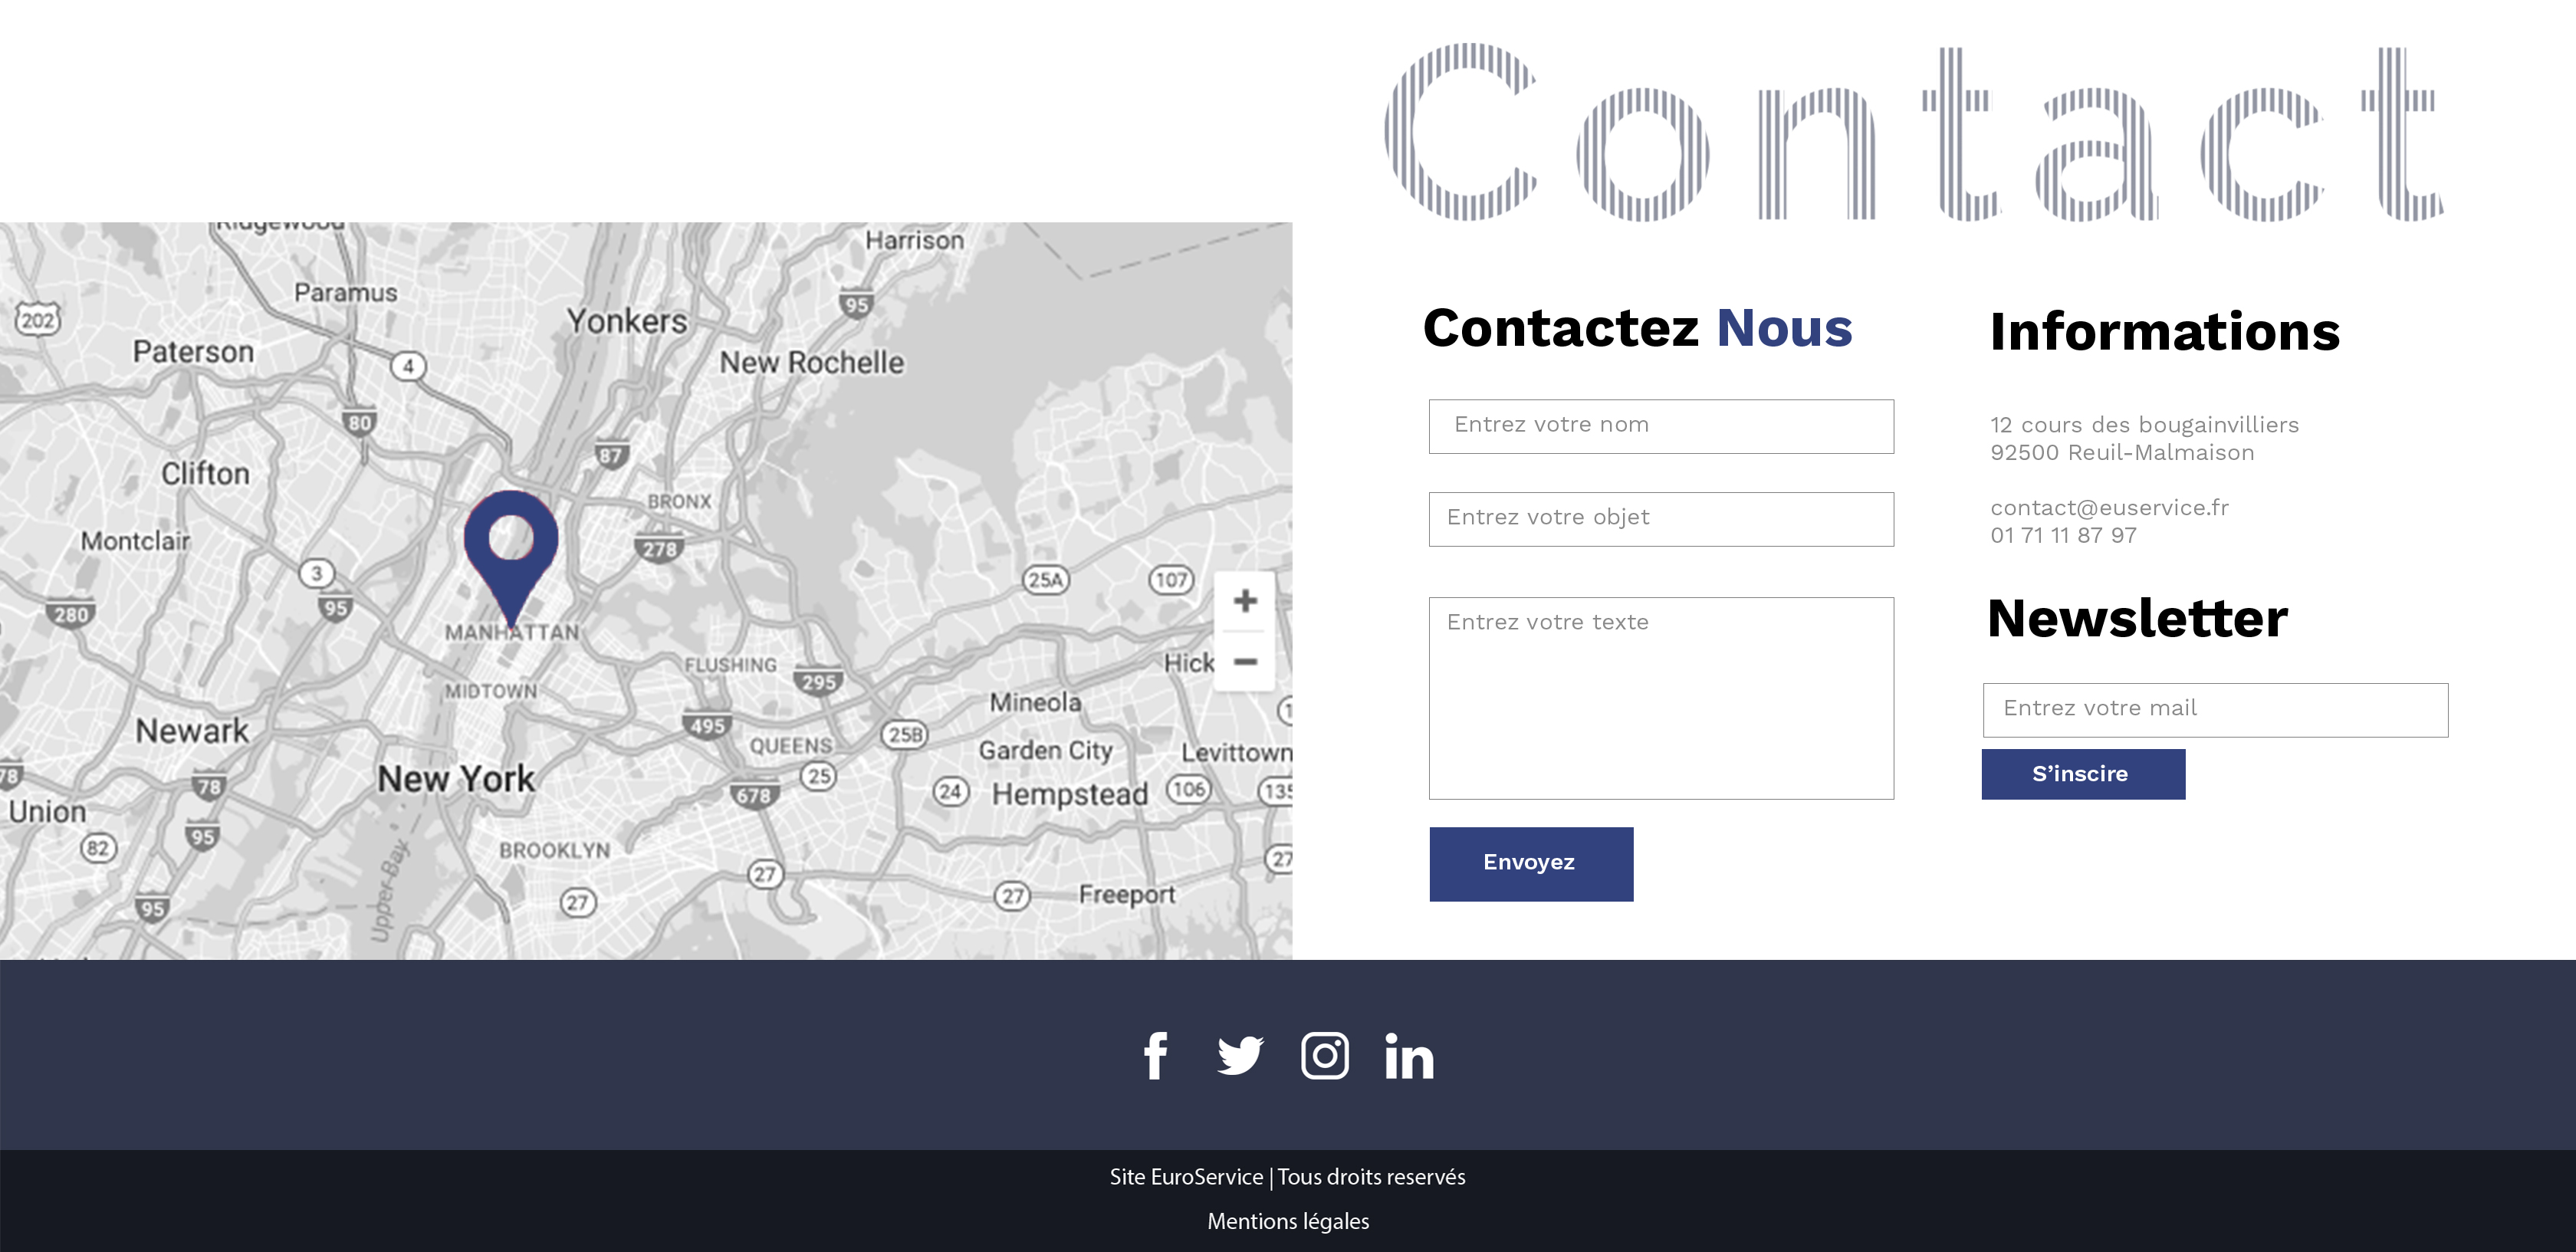 Contact
Ridgewood
Harrison
Paramus
202
95
Yonkers
Paterson
New Rochelle
4
80
87
Clifton
BRONX
Montclair
278
3
25A
107
95
280
MANHATTAN
FLUSHING
Hick
295
MIDTOWN
Mineola
495
Newark
25B
QUEENS
Garden City
Levittown
New York
78
78
25
678
24
Hempstead
106
135
Union
95
82
BROOKLYN
Upper Bay
27
27
27
27
Freeport
95
Contactez Nous
Entrez votre nom
Entrez votre objet
Entrez votre texte
Envoyez
Informations
12 cours des bougainvilliers
92500 Reuil-Malmaison
contact@euservice.fr
01 71 11 87 97
Newsletter
Entrez votre mail
S’inscire
Site EuroService | Tous droits reservés
Mentions légales